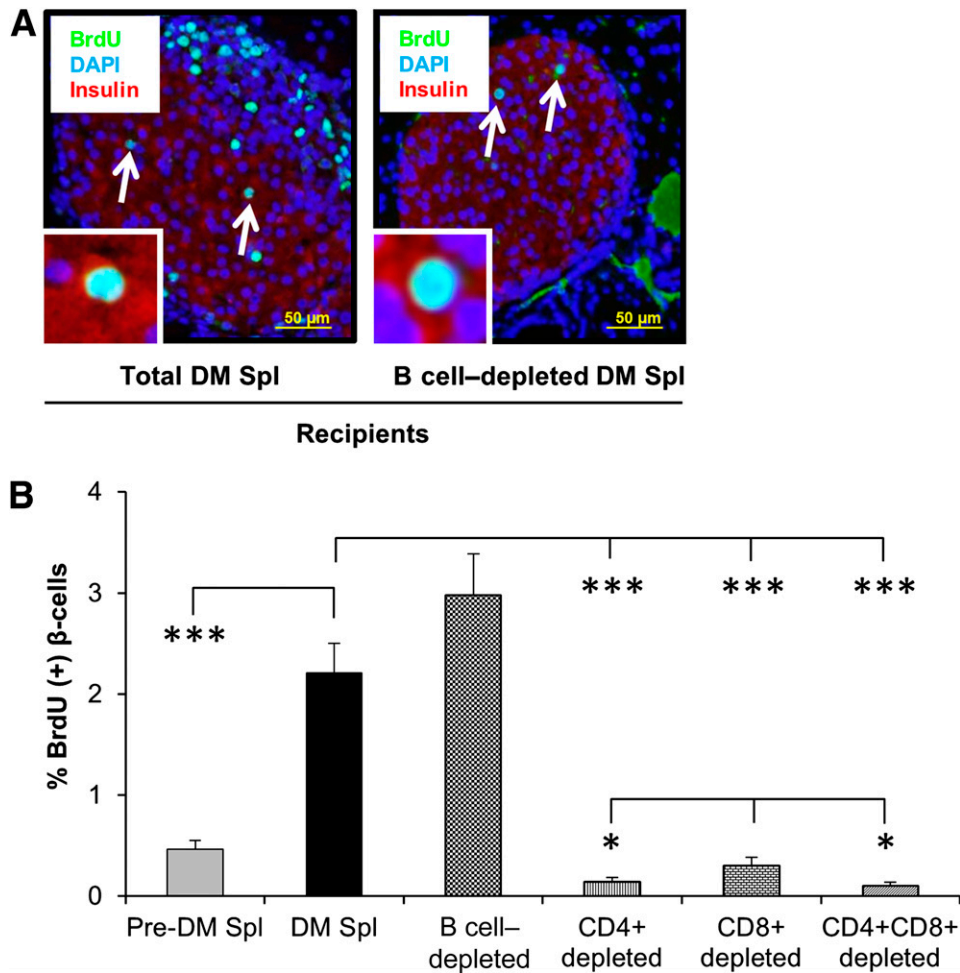 A
BrdU
DAPI
Insulin
50 μm
BrdU
DAPI
Insulin
50 μm
Total DM Spl
B cell–depleted DM Spl
Recipients
B
% BrdU (+) β-cells
4
3
2
1
0
***
***
***
***
*
*
Pre-DM Spl
DM Spl
B cell–
depleted
CD4+
depleted
CD8+
depleted
CD4+CD8+
depleted